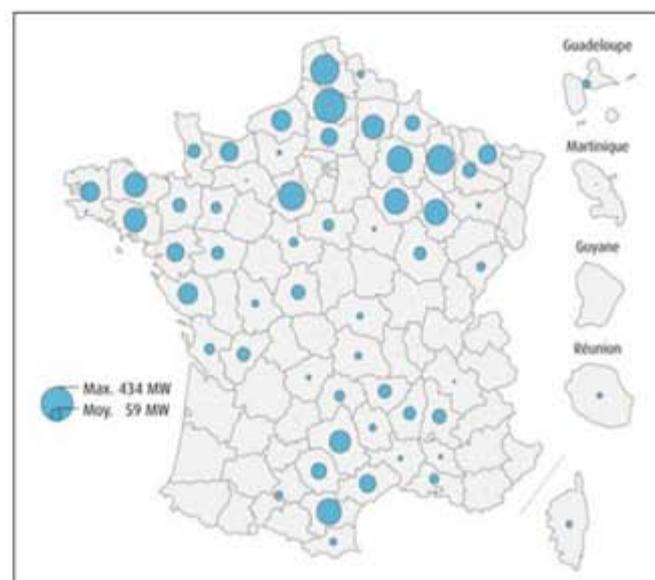 Guadeloupe
Martinique
Guyane
Réunion
Max. 434 MW
Moy. 59 MW